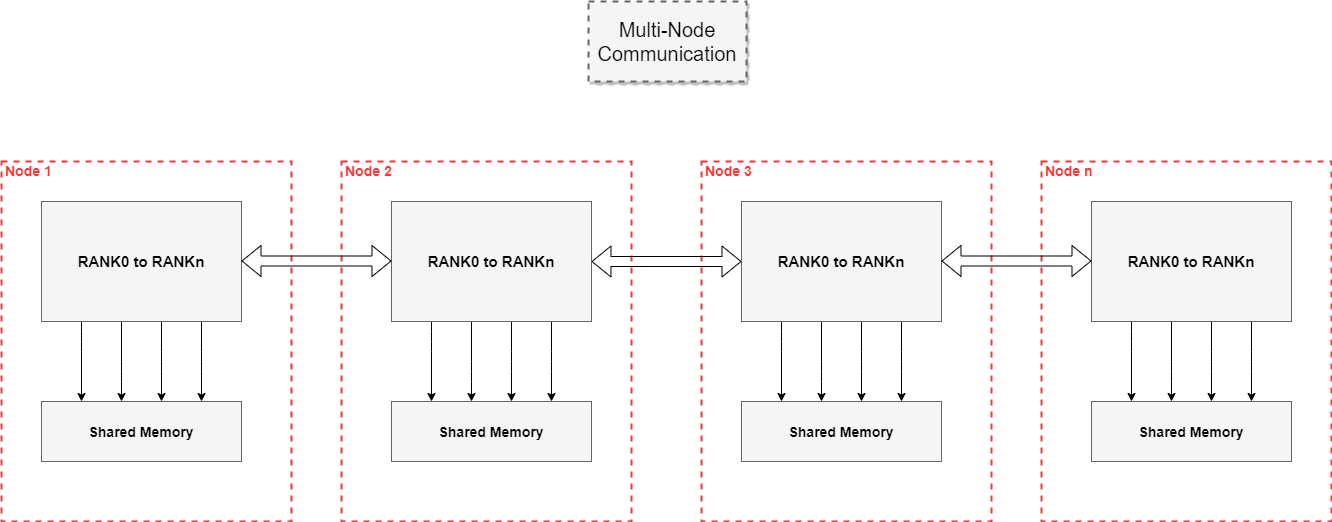 Multi-Node
Communication
Node 1
Node 2
Node 3
Node n
RANK0 to RANKn
RANK0 to RANKn
RANK0 to RANKn
RANK0 to RANKn
Shared Memory
Shared Memory
Shared Memory
Shared Memory